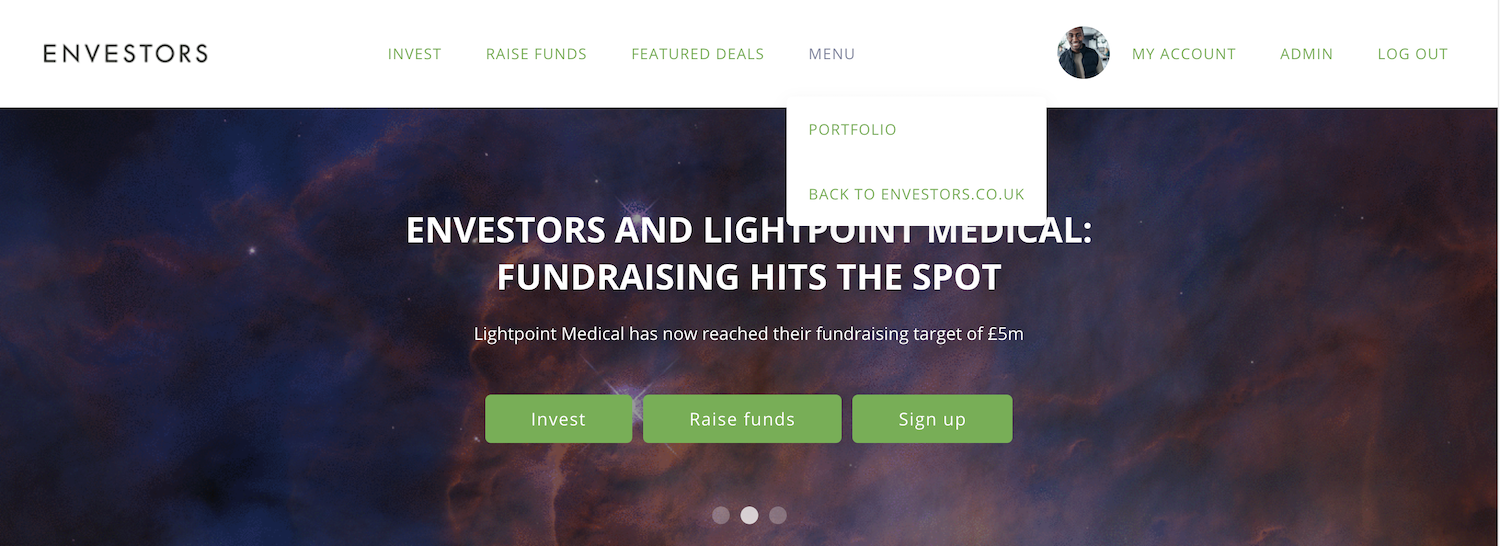 ENVESTORS
INVEST
RAISE FUNDS
FEATURED DEALS
MENU
MY ACCOUNT
ADMIN
LOG OUT
PORTFOLIO
BACK TO ENVESTORS.CO.UK
ENVESTORS AND LIGHTPOINT MEDICAL:
FUNDRAISING HITS THE SPOT
Lightpoint Medical has now reached their fundraising target of £5m
Invest
Raise funds
Sign up